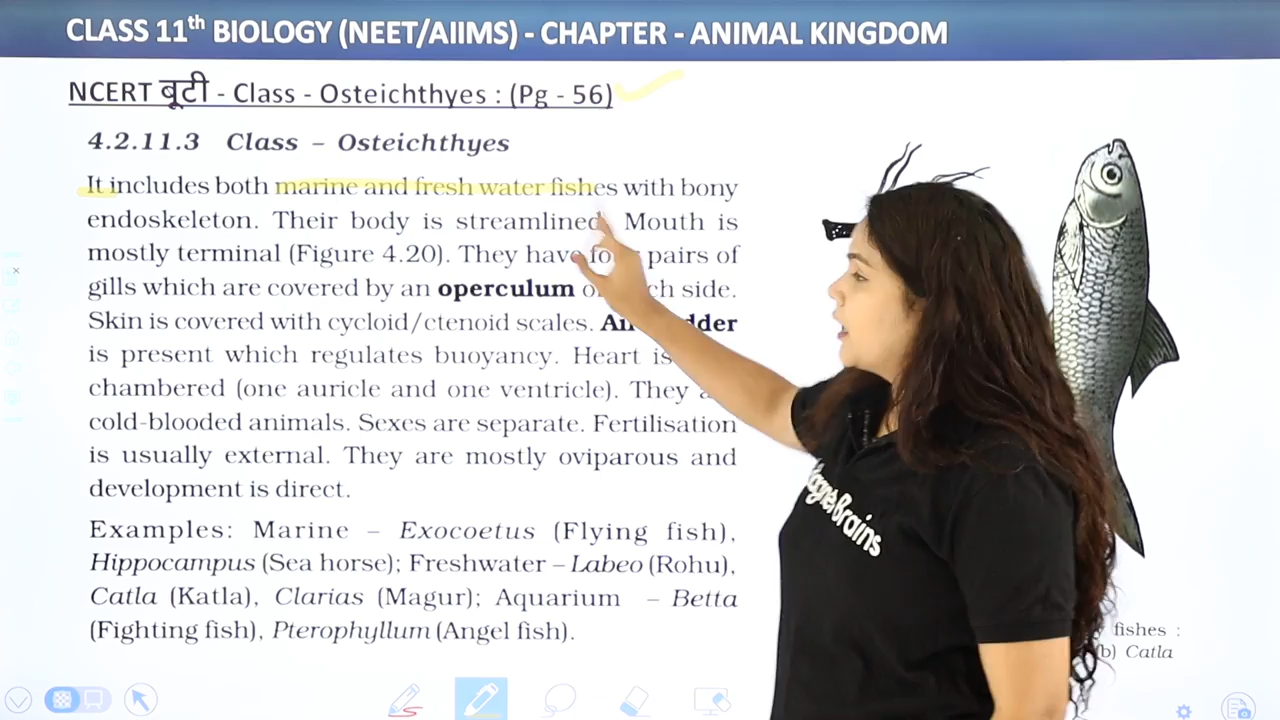 CLASS 11th BIOLOGY (NEET/AIIMS) - CHAPTER - ANIMAL KINGDOM
NCERT बूटी - Class - Osteichthyes : (Pg - 56)
4.2.11.3 Class – Osteichthyes
It includes both marine and fresh water fishes with bony
endoskeleton. Their body is streamlined Mouth is
mostly terminal (Figure 4.20). They have pairs of
gills which are covered by an operculum side.
Skin is covered with cycloid/ctenoid scales.
is present which regulates buoyancy. Heart is
chambered (one auricle and one ventricle). They
cold-blooded animals. Sexes are separate. Fertilisation
is usually external. They are mostly oviparous and
development is direct.
Examples: Marine – Exocoetus (Flying fish),
Hippocampus (Sea horse); Freshwater – Labeo (Rohu),
Catla (Katla), Clarias (Magur); Aquarium – Betta
(Fighting fish), Pterophyllum (Angel fish).
fishes :
(b) Catla
Magnet Brains